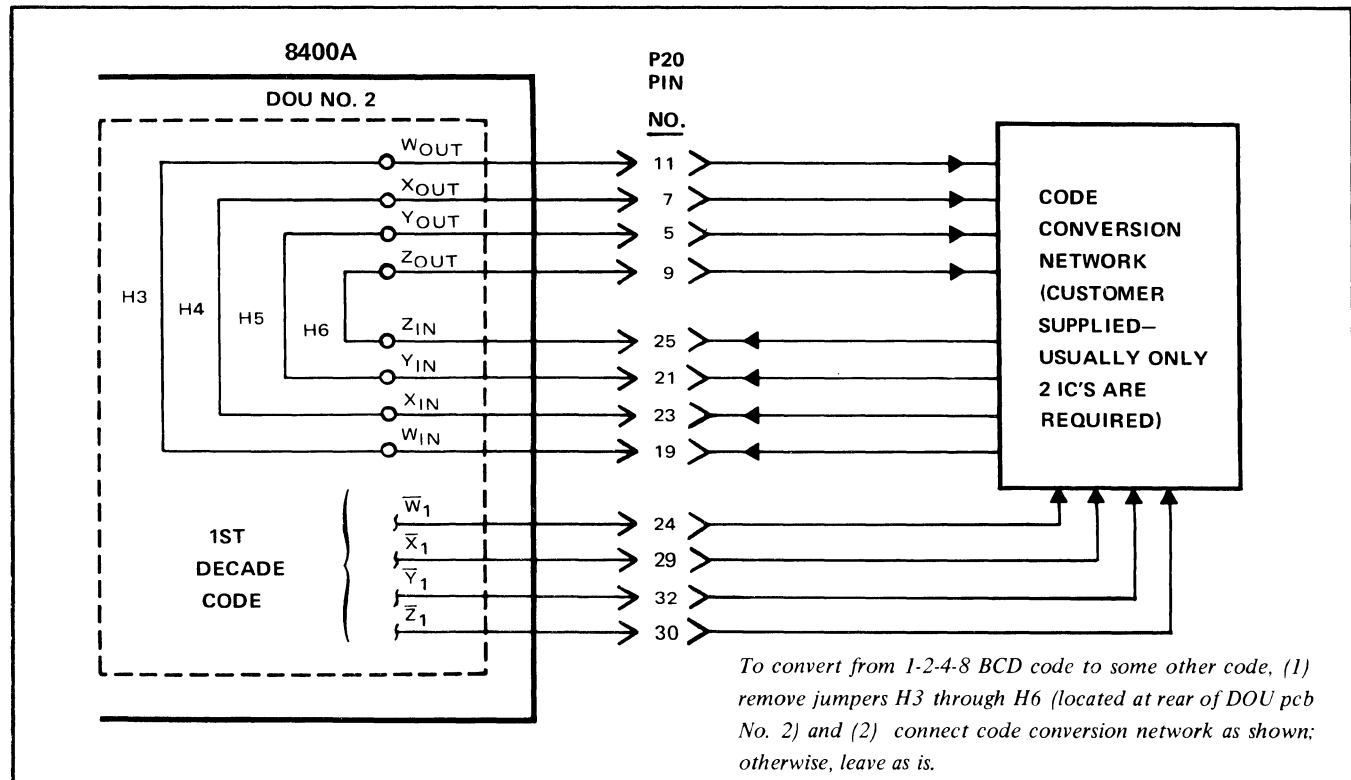 8400A
DOU NO. 2
P20
PIN
NO.
WOUT
XOUT
YOUT
ZOUT
ZIN
YIN
XIN
WIN
H3
H4
H5
H6
11
7
5
9
25
21
23
19
24
29
32
30
1ST
DECADE
CODE
W̅1
X̅1
Y̅1
Z̅1
CODE
CONVERSION
NETWORK
(CUSTOMER
SUPPLIED—
USUALLY ONLY
2 IC'S ARE
REQUIRED)
To convert from 1-2-4-8 BCD code to some other code, (1)
remove jumpers H3 through H6 (located at rear of DOU pcb
No. 2) and (2) connect code conversion network as shown;
otherwise, leave as is.